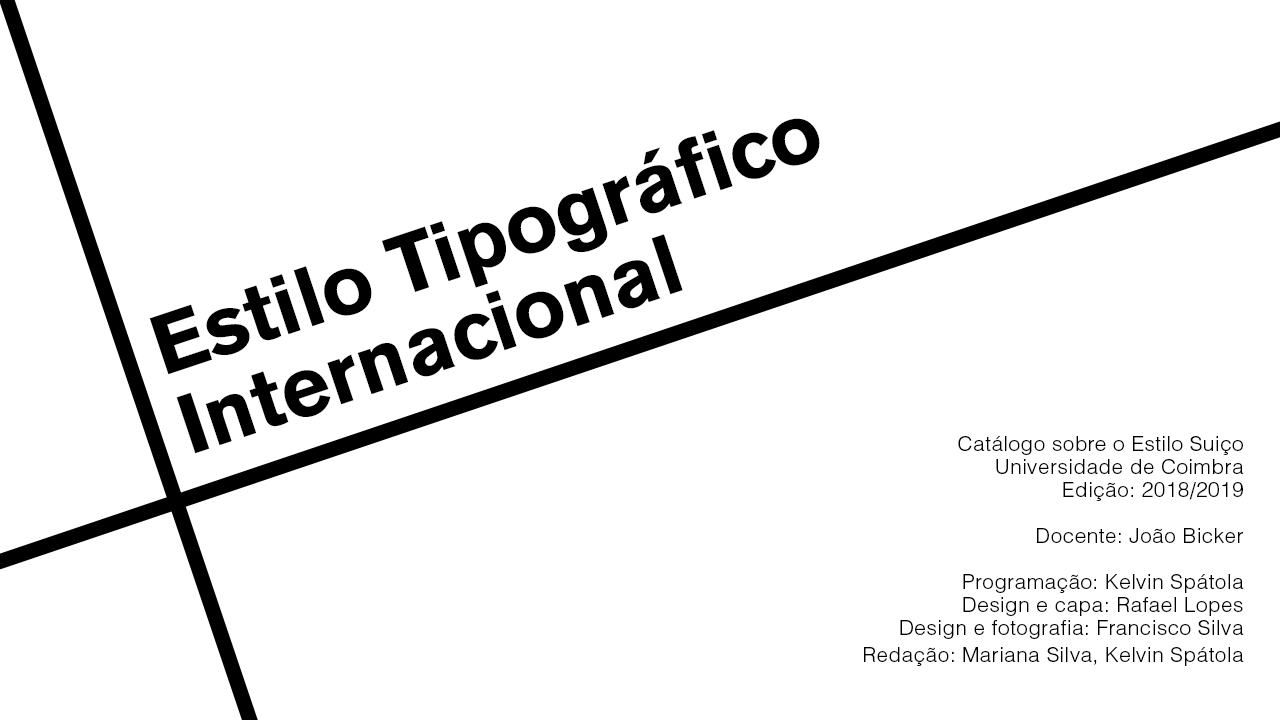 Estilo Tipográfico
Internacional
Catálogo sobre o Estilo Suiço
Universidade de Coimbra
Edição: 2018/2019
Docente: João Bicker
Programação: Kelvin Spátola
Design e capa: Rafael Lopes
Design e fotografia: Francisco Silva
Redação: Mariana Silva, Kelvin Spátola